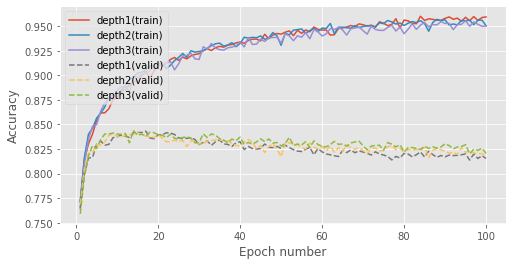 0.950
0.925
0.900
0.875
0.850
0.825
0.800
0.775
0.750
Accuracy
depth1(train)
depth2(train)
depth3(train)
depth1(valid)
depth2(valid)
depth3(valid)
0 20 40 60 80 100
Epoch number